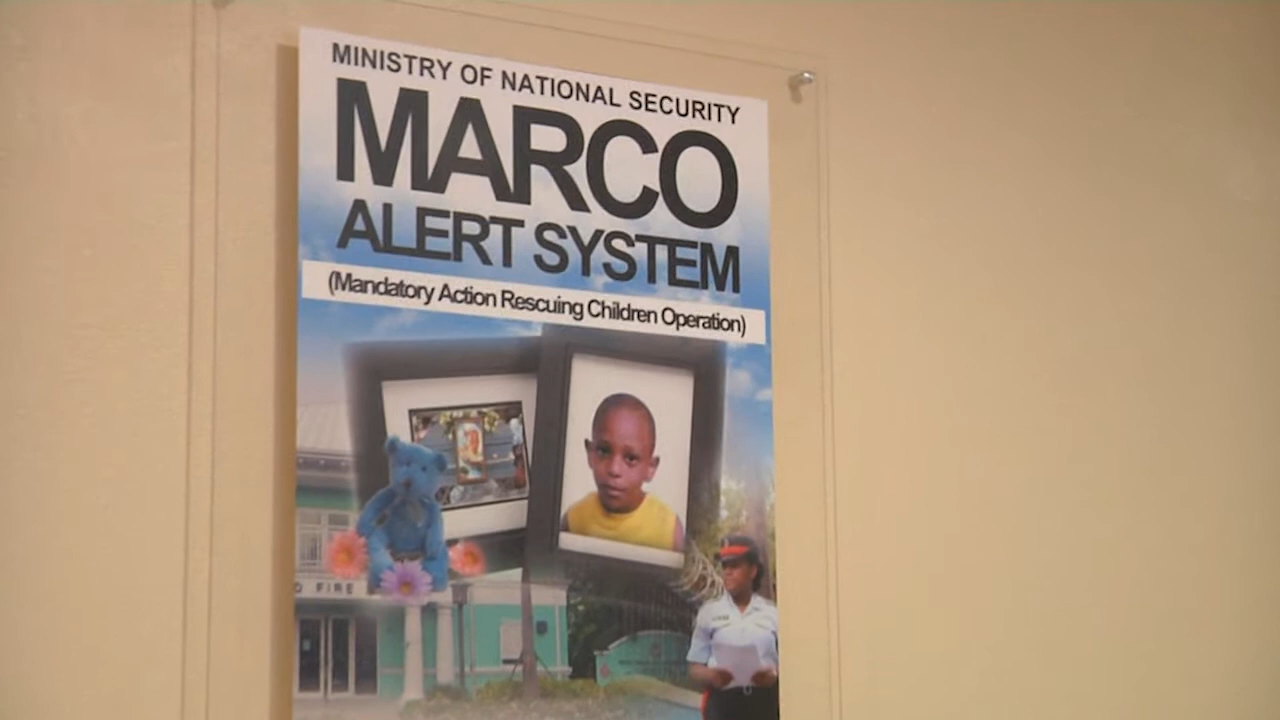 MINISTRY OF NATIONAL SECURITY
MARCO
ALERT SYSTEM
(Mandatory Action Rescuing Children Operation)
FIRE